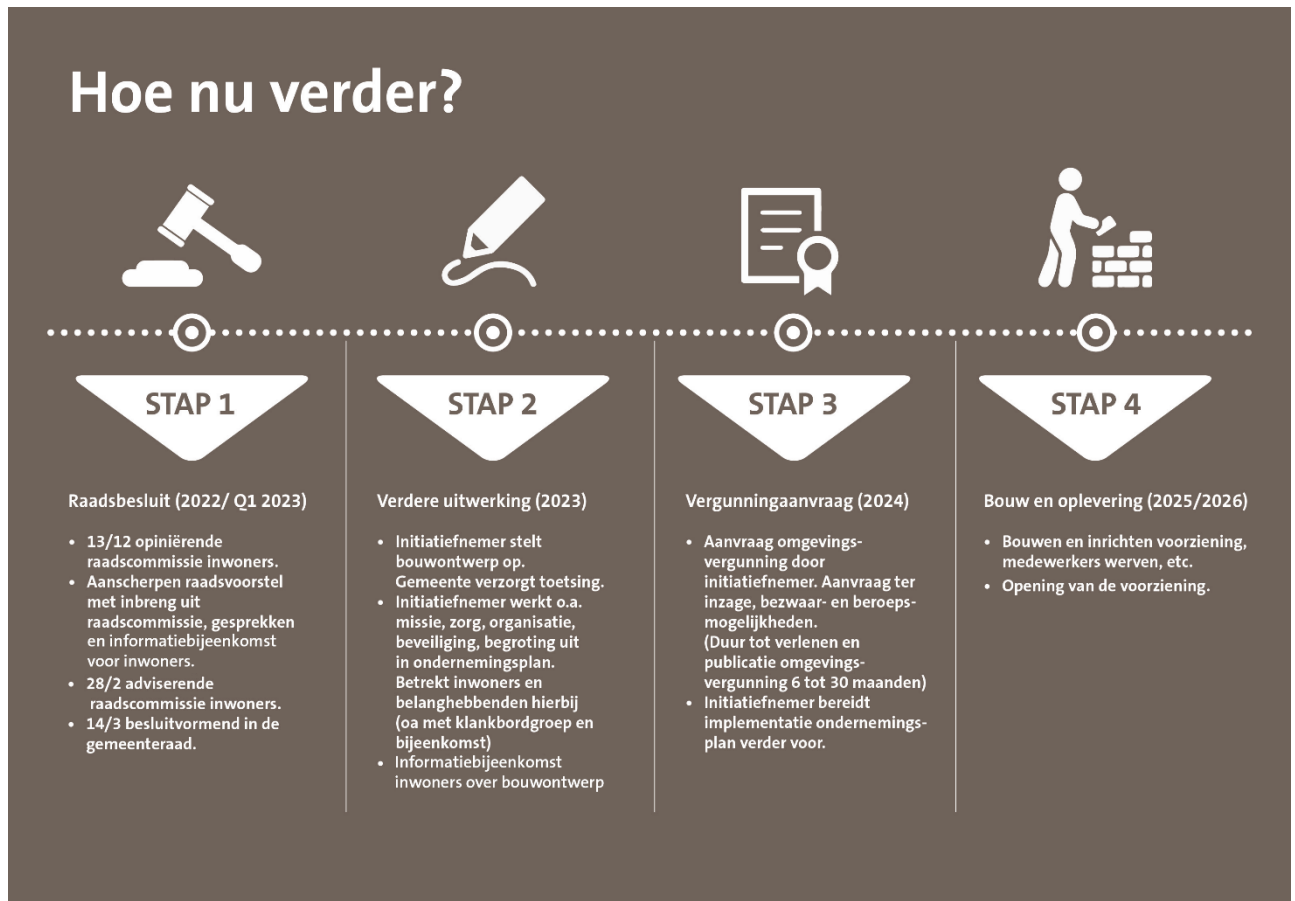 Hoe nu verder?
STAP 1
Raadsbesluit (2022/ Q1 2023)
• 13/12 opiniërende
raadscommissie inwoners.
• Aanscherpen raadsvoorstel
met inbreng uit
raadscommissie, gesprekken
en informatiebijeenkomst
voor inwoners.
• 28/2 adviserende
raadscommissie inwoners.
• 14/3 besluitvormend in de
gemeenteraad.
STAP 2
Verdere uitwerking (2023)
• Initiatiefnemer stelt
bouwontwerp op.
Gemeente verzorgt toetsing.
• Initiatiefnemer werkt o.a.
missie, zorg, organisatie,
beveiliging, begroting uit
in ondernemingsplan.
Betrekt inwoners en
belanghebbenden hierbij
(oa met klankbordgroep en
bijeenkomst)
• Informatiebijeenkomst
inwoners over bouwontwerp
STAP 3
Vergunningaanvraag (2024)
• Aanvraag omgevings-
vergunning door
initiatiefnemer. Aanvraag ter
inzage, bezwaar- en beroeps-
mogelijkheden.
(Duur tot verlenen en
publicatie omgevings-
vergunning 6 tot 30 maanden)
• Initiatiefnemer bereidt
implementatie ondernemings-
plan verder voor.
STAP 4
Bouw en oplevering (2025/2026)
• Bouwen en inrichten voorziening,
medewerkers werven, etc.
• Opening van de voorziening.